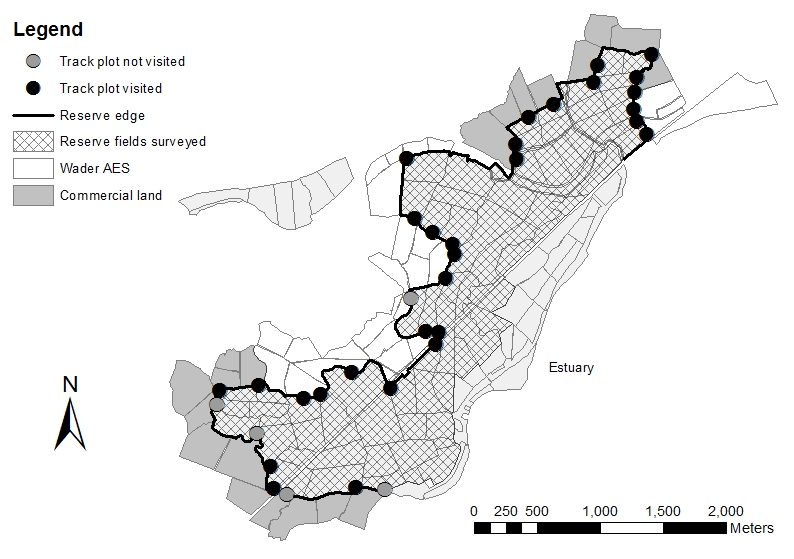 Legend
Track plot not visited
Track plot visited
Reserve edge
Reserve fields surveyed
Wader AES
Commercial land
N
Estuary
0 250 500 1,000 1,500 2,000
Meters